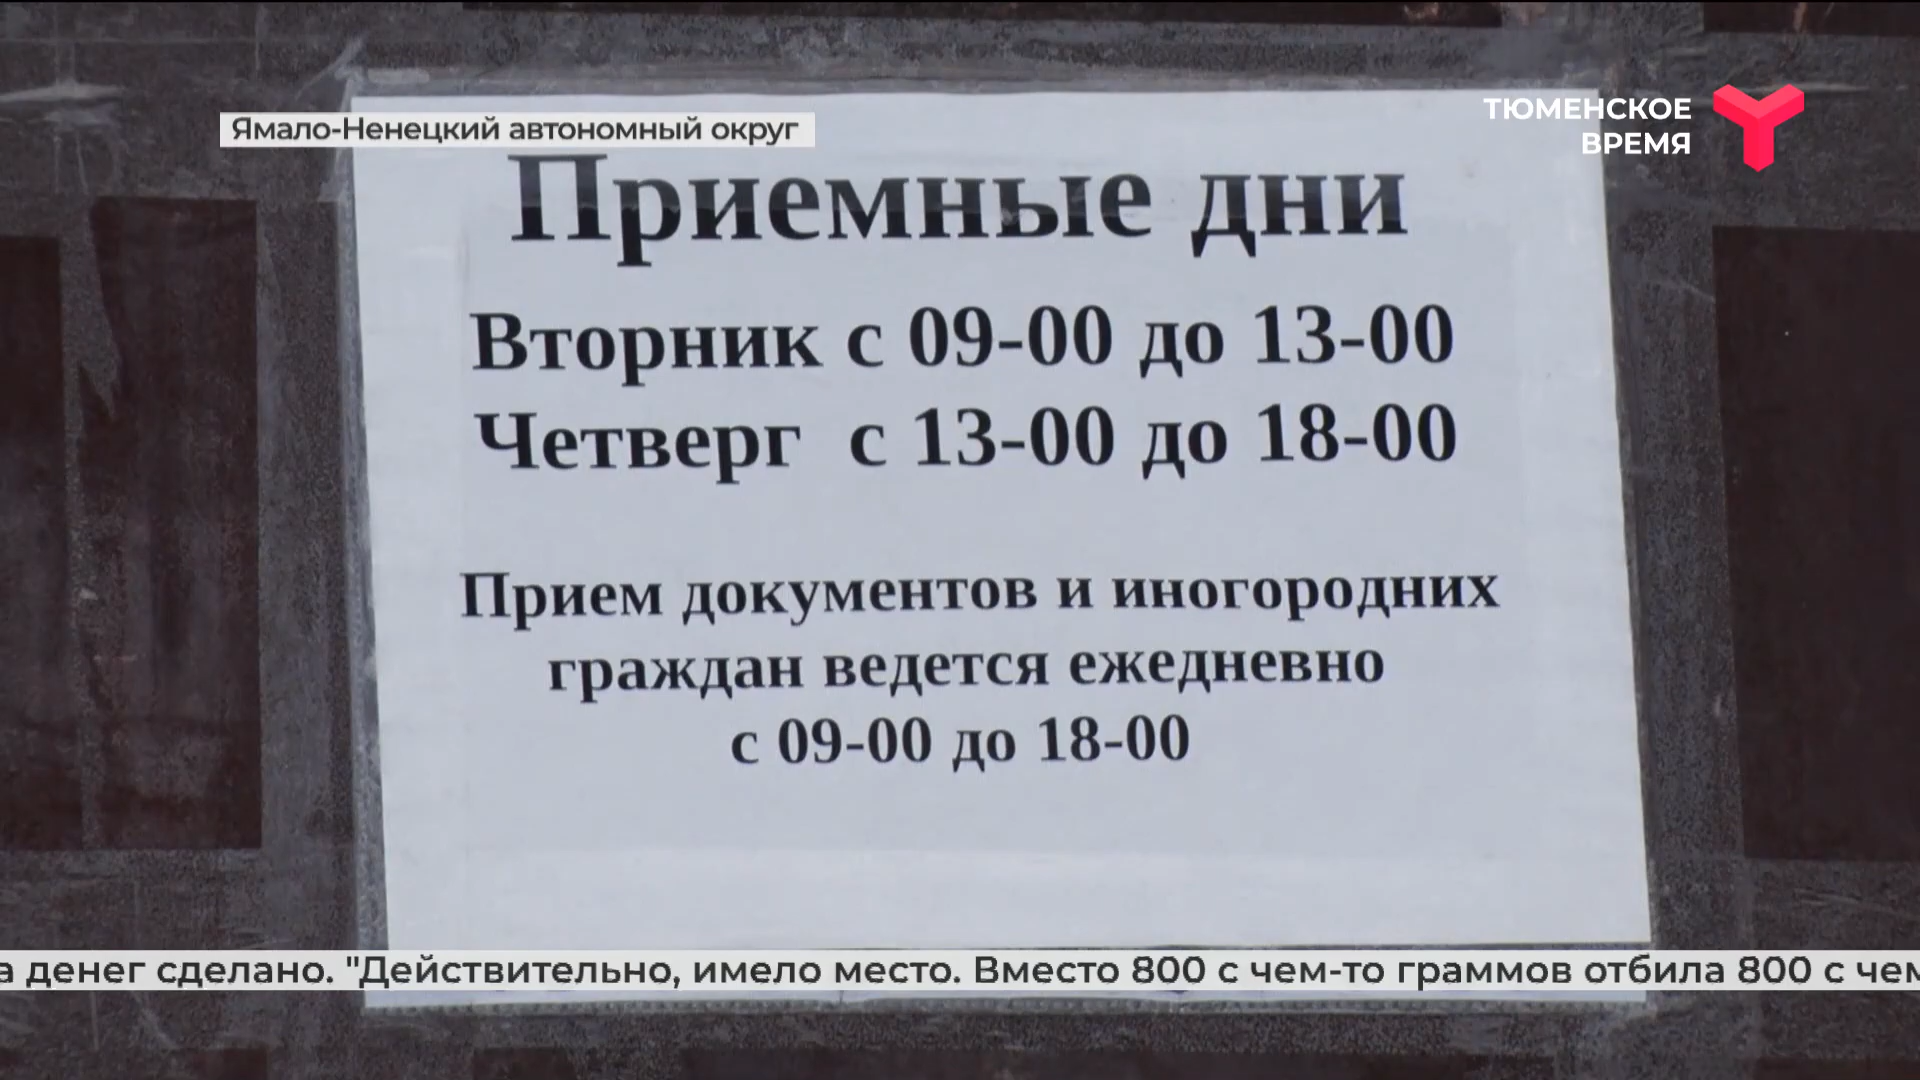 Ямало-Ненецкий автономный округ
ТЮМЕНСКОЕ
ВРЕМЯ
Приемные дни
Вторник с 09-00 до 13-00
Четверг с 13-00 до 18-00
Прием документов и иногородних
граждан ведется ежедневно
с 09-00 до 18-00
а денег сделано. "Действительно, имело место. Вместо 800 с чем-то граммов отбила 800 с чем